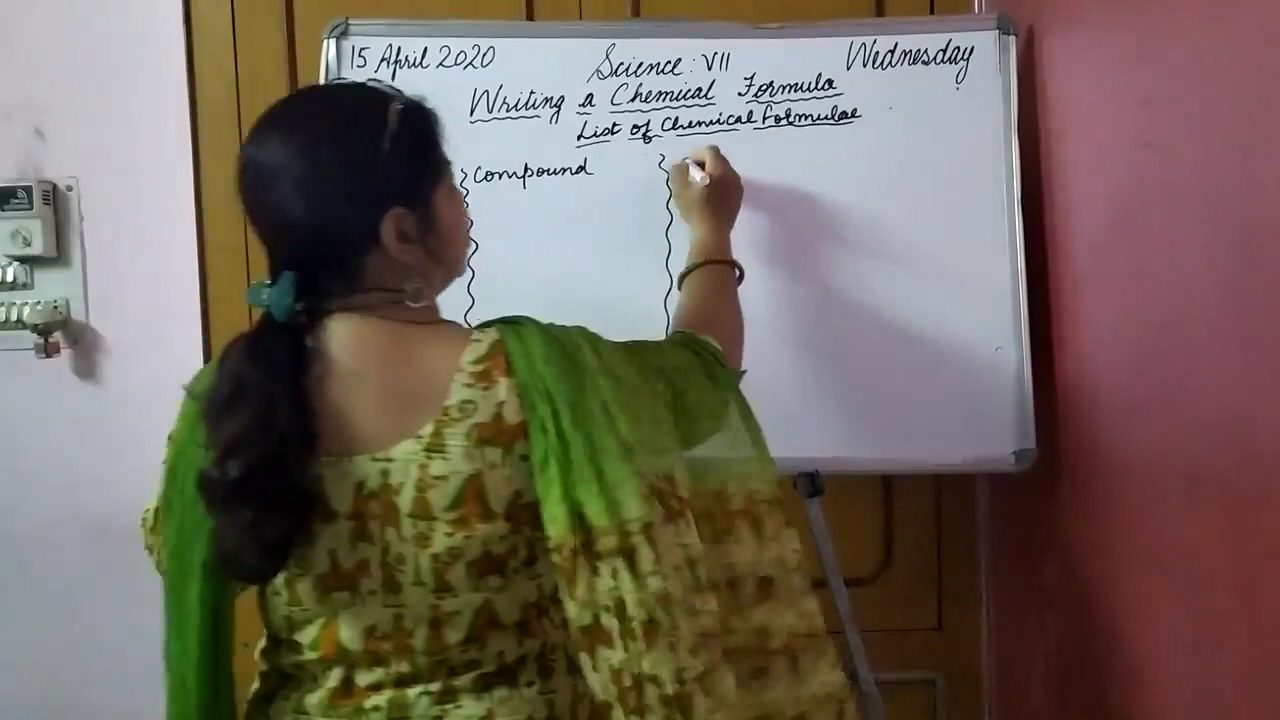 15 April 2020 Science : VII Wednesday
Writing a Chemical Formula
List of Chemical Formulae
Compound